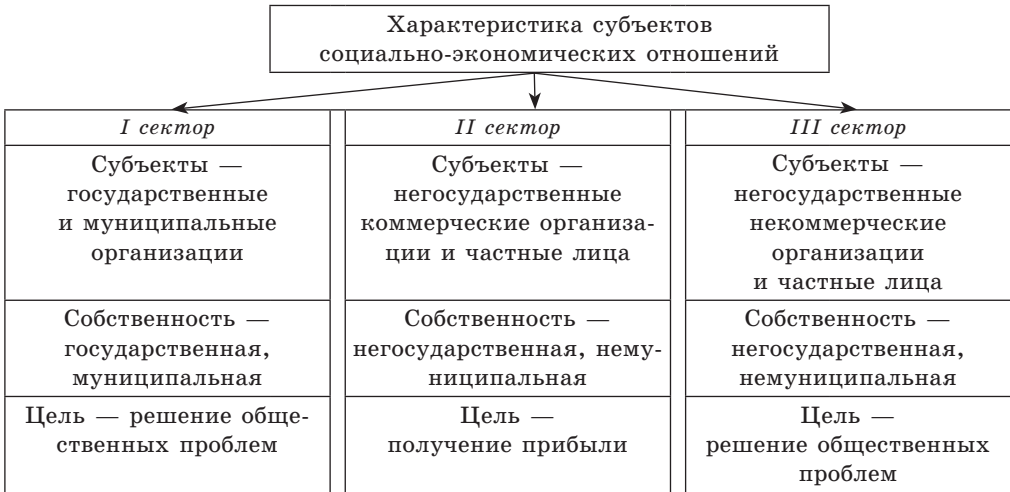 Характеристика субъектов
социально-экономических отношений
I сектор
Субъекты —
государственные
и муниципальные
организации
Собственность —
государственная,
муниципальная
Цель — решение обще-
ственных проблем
II сектор
Субъекты —
негосударственные
коммерческие организа-
ции и частные лица
Собственность —
негосударственная, нему-
ниципальная
Цель —
получение прибыли
III сектор
Субъекты —
негосударственные
некоммерческие
организации
и частные лица
Собственность —
негосударственная,
немуниципальная
Цель —
решение общественных
проблем